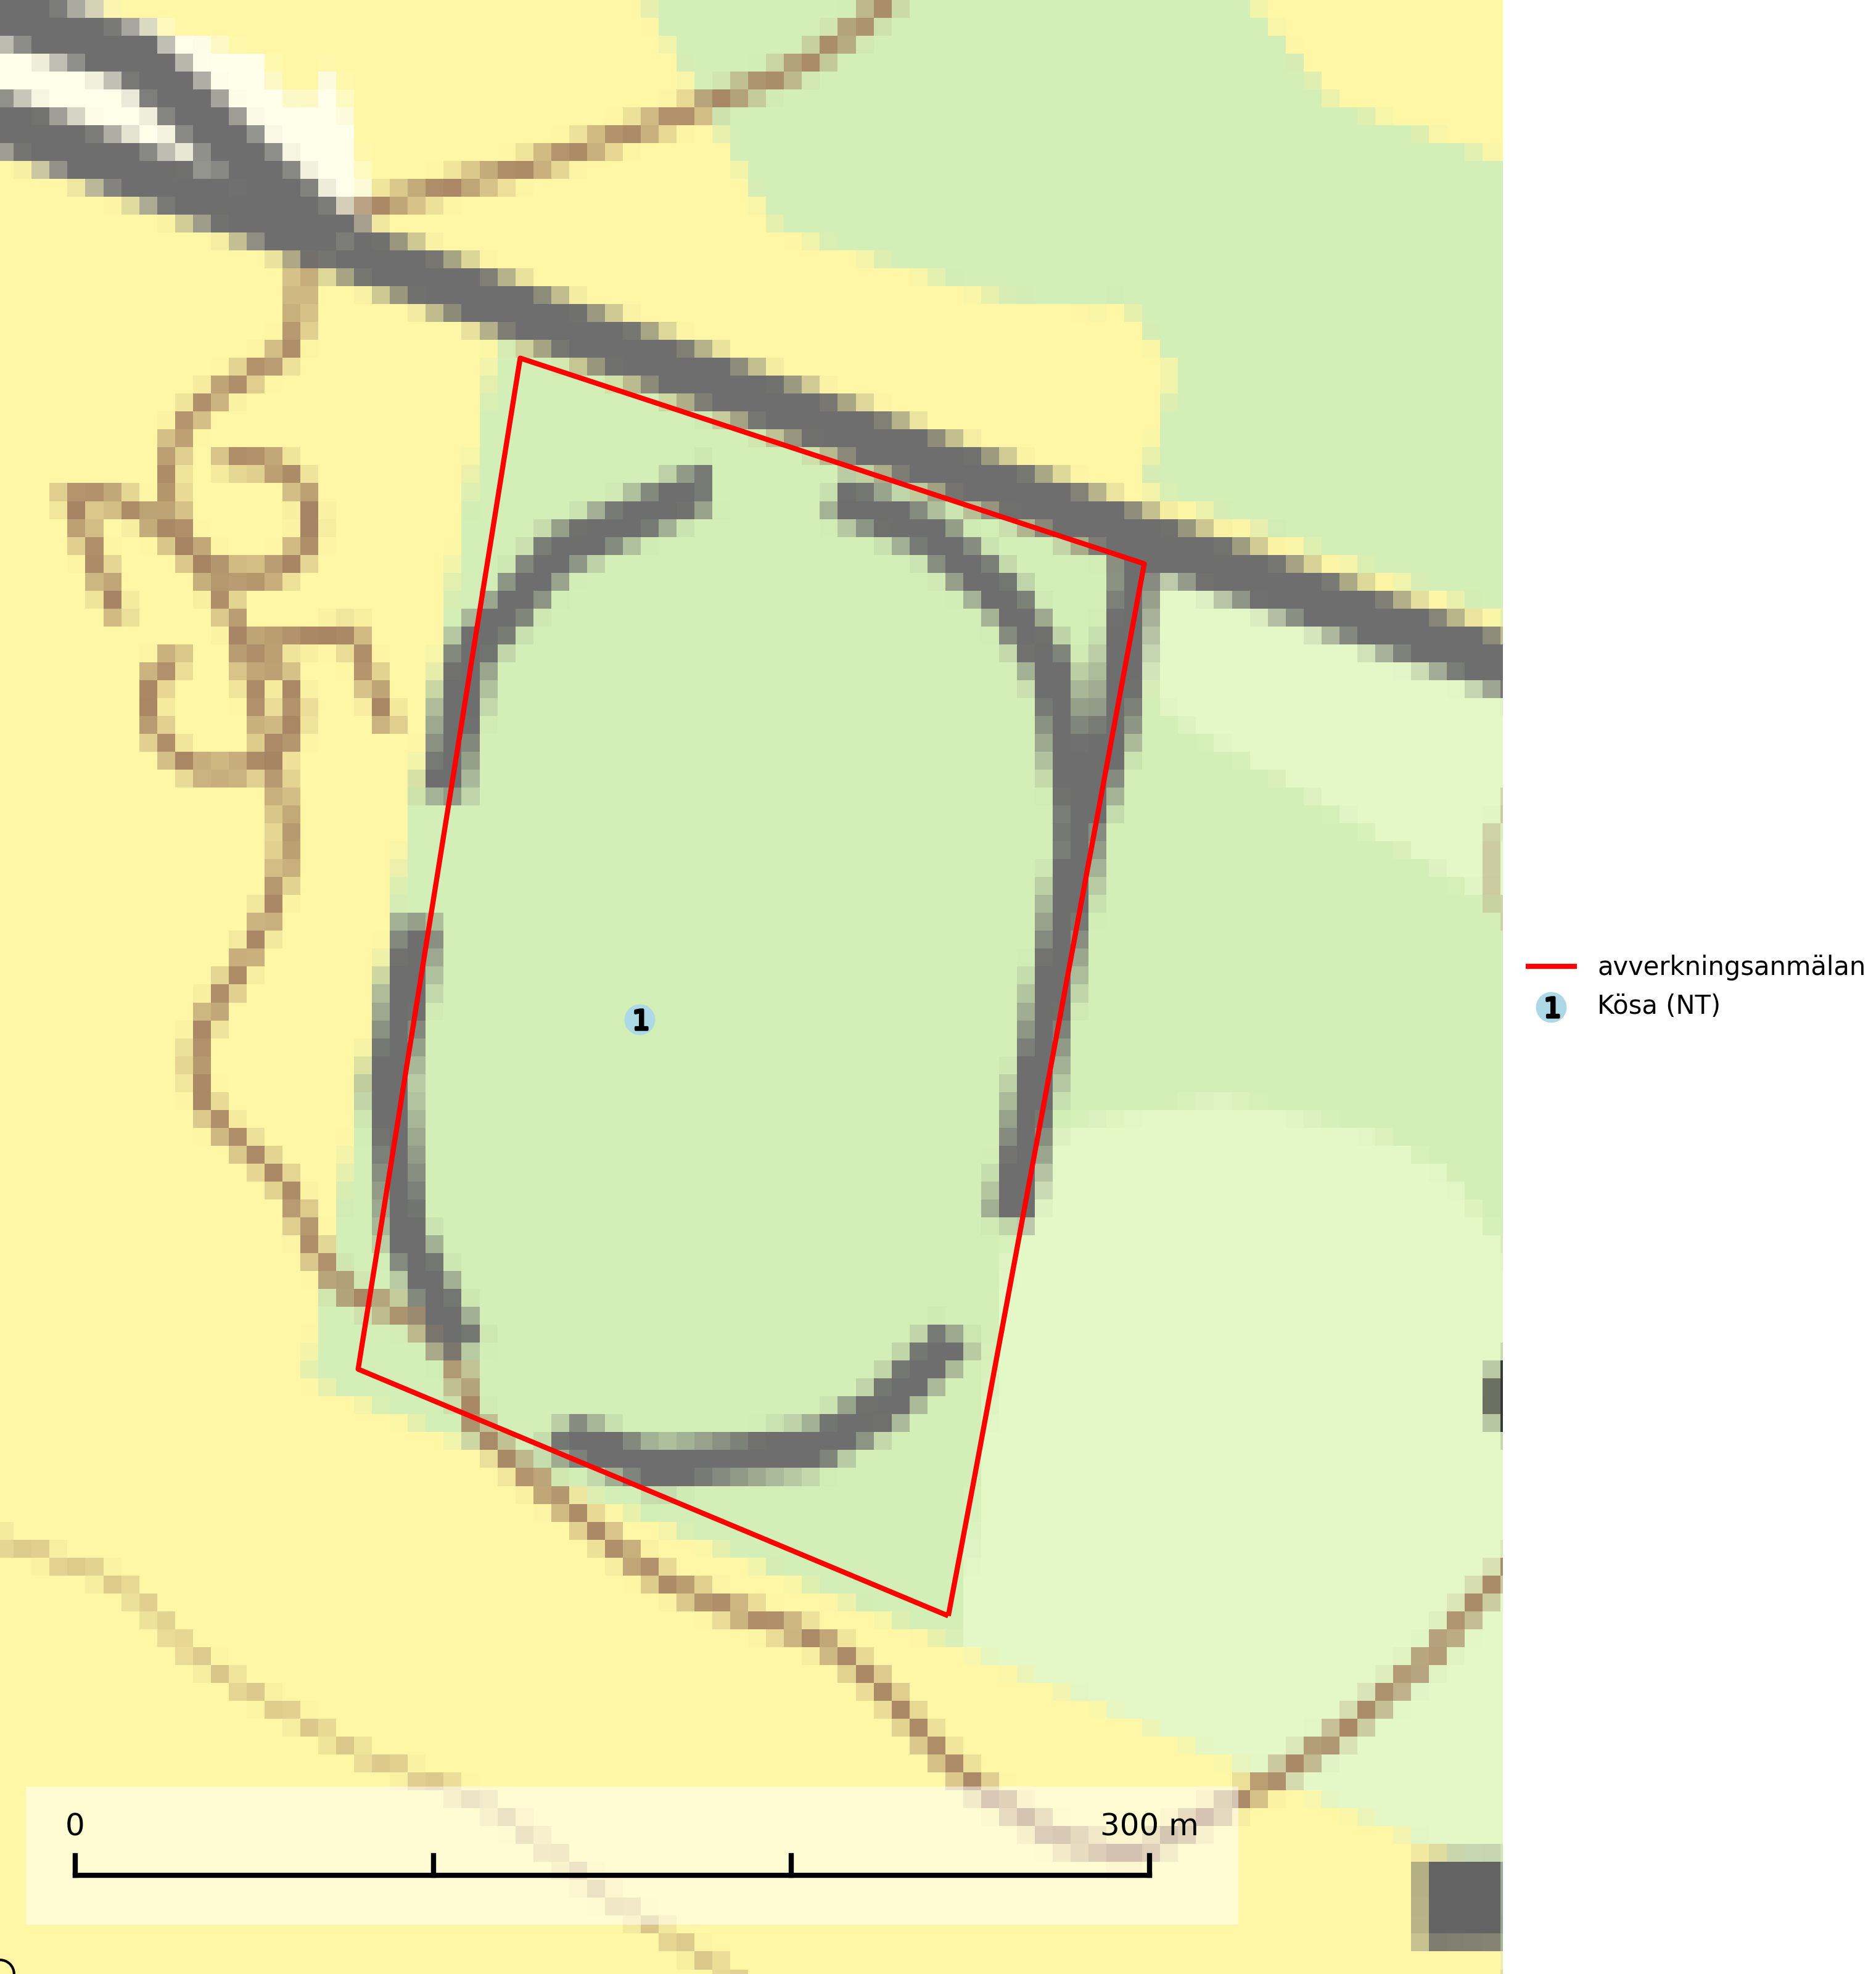 avverkningsanmälan
1 Kösa (NT)
1
0 300 m